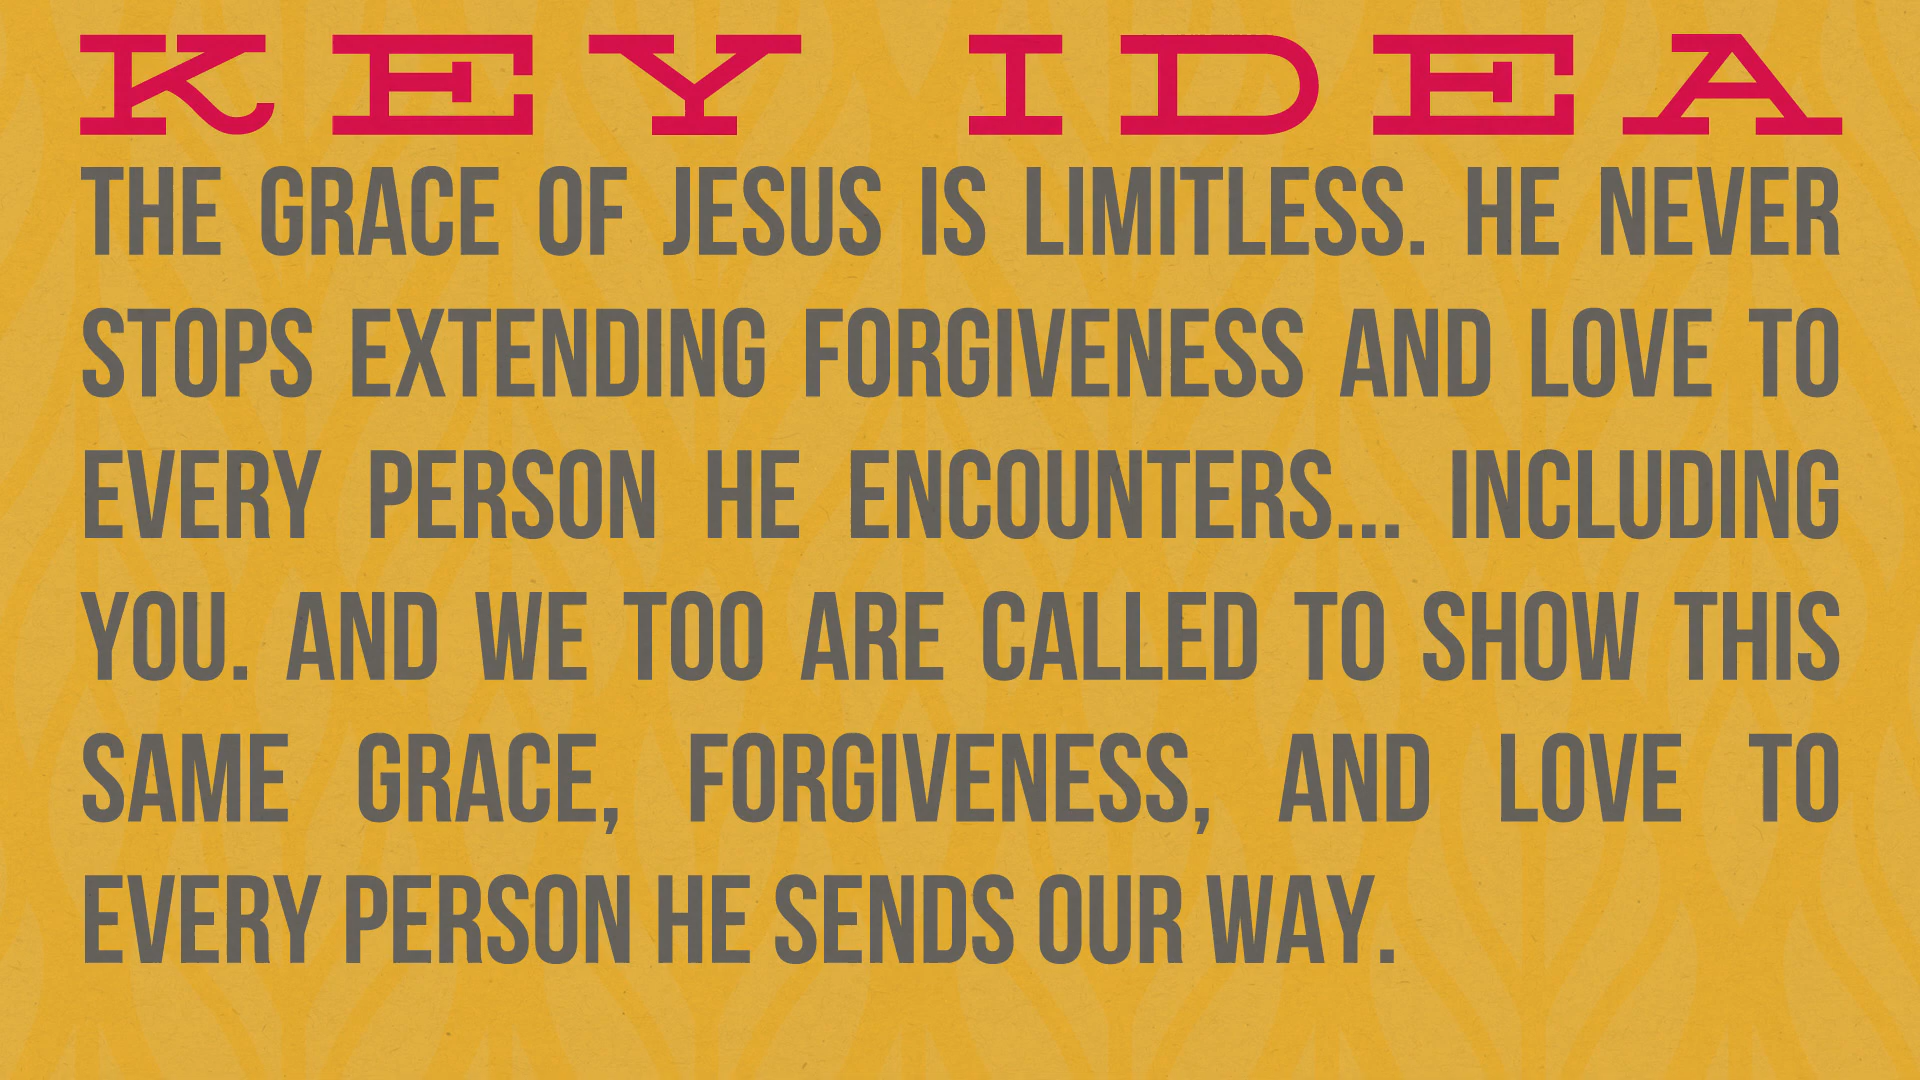 KEY IDEA
THE GRACE OF JESUS IS LIMITLESS. HE NEVER
STOPS EXTENDING FORGIVENESS AND LOVE TO
EVERY PERSON HE ENCOUNTERS... INCLUDING
YOU. AND WE TOO ARE CALLED TO SHOW THIS
SAME GRACE, FORGIVENESS, AND LOVE TO
EVERY PERSON HE SENDS OUR WAY.